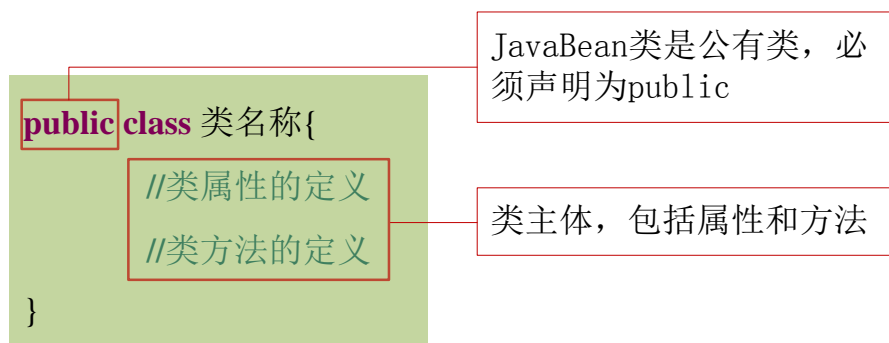 JavaBean类是公有类，必
须声明为public
public class 类名称{
//类属性的定义
//类方法的定义
}
类主体，包括属性和方法